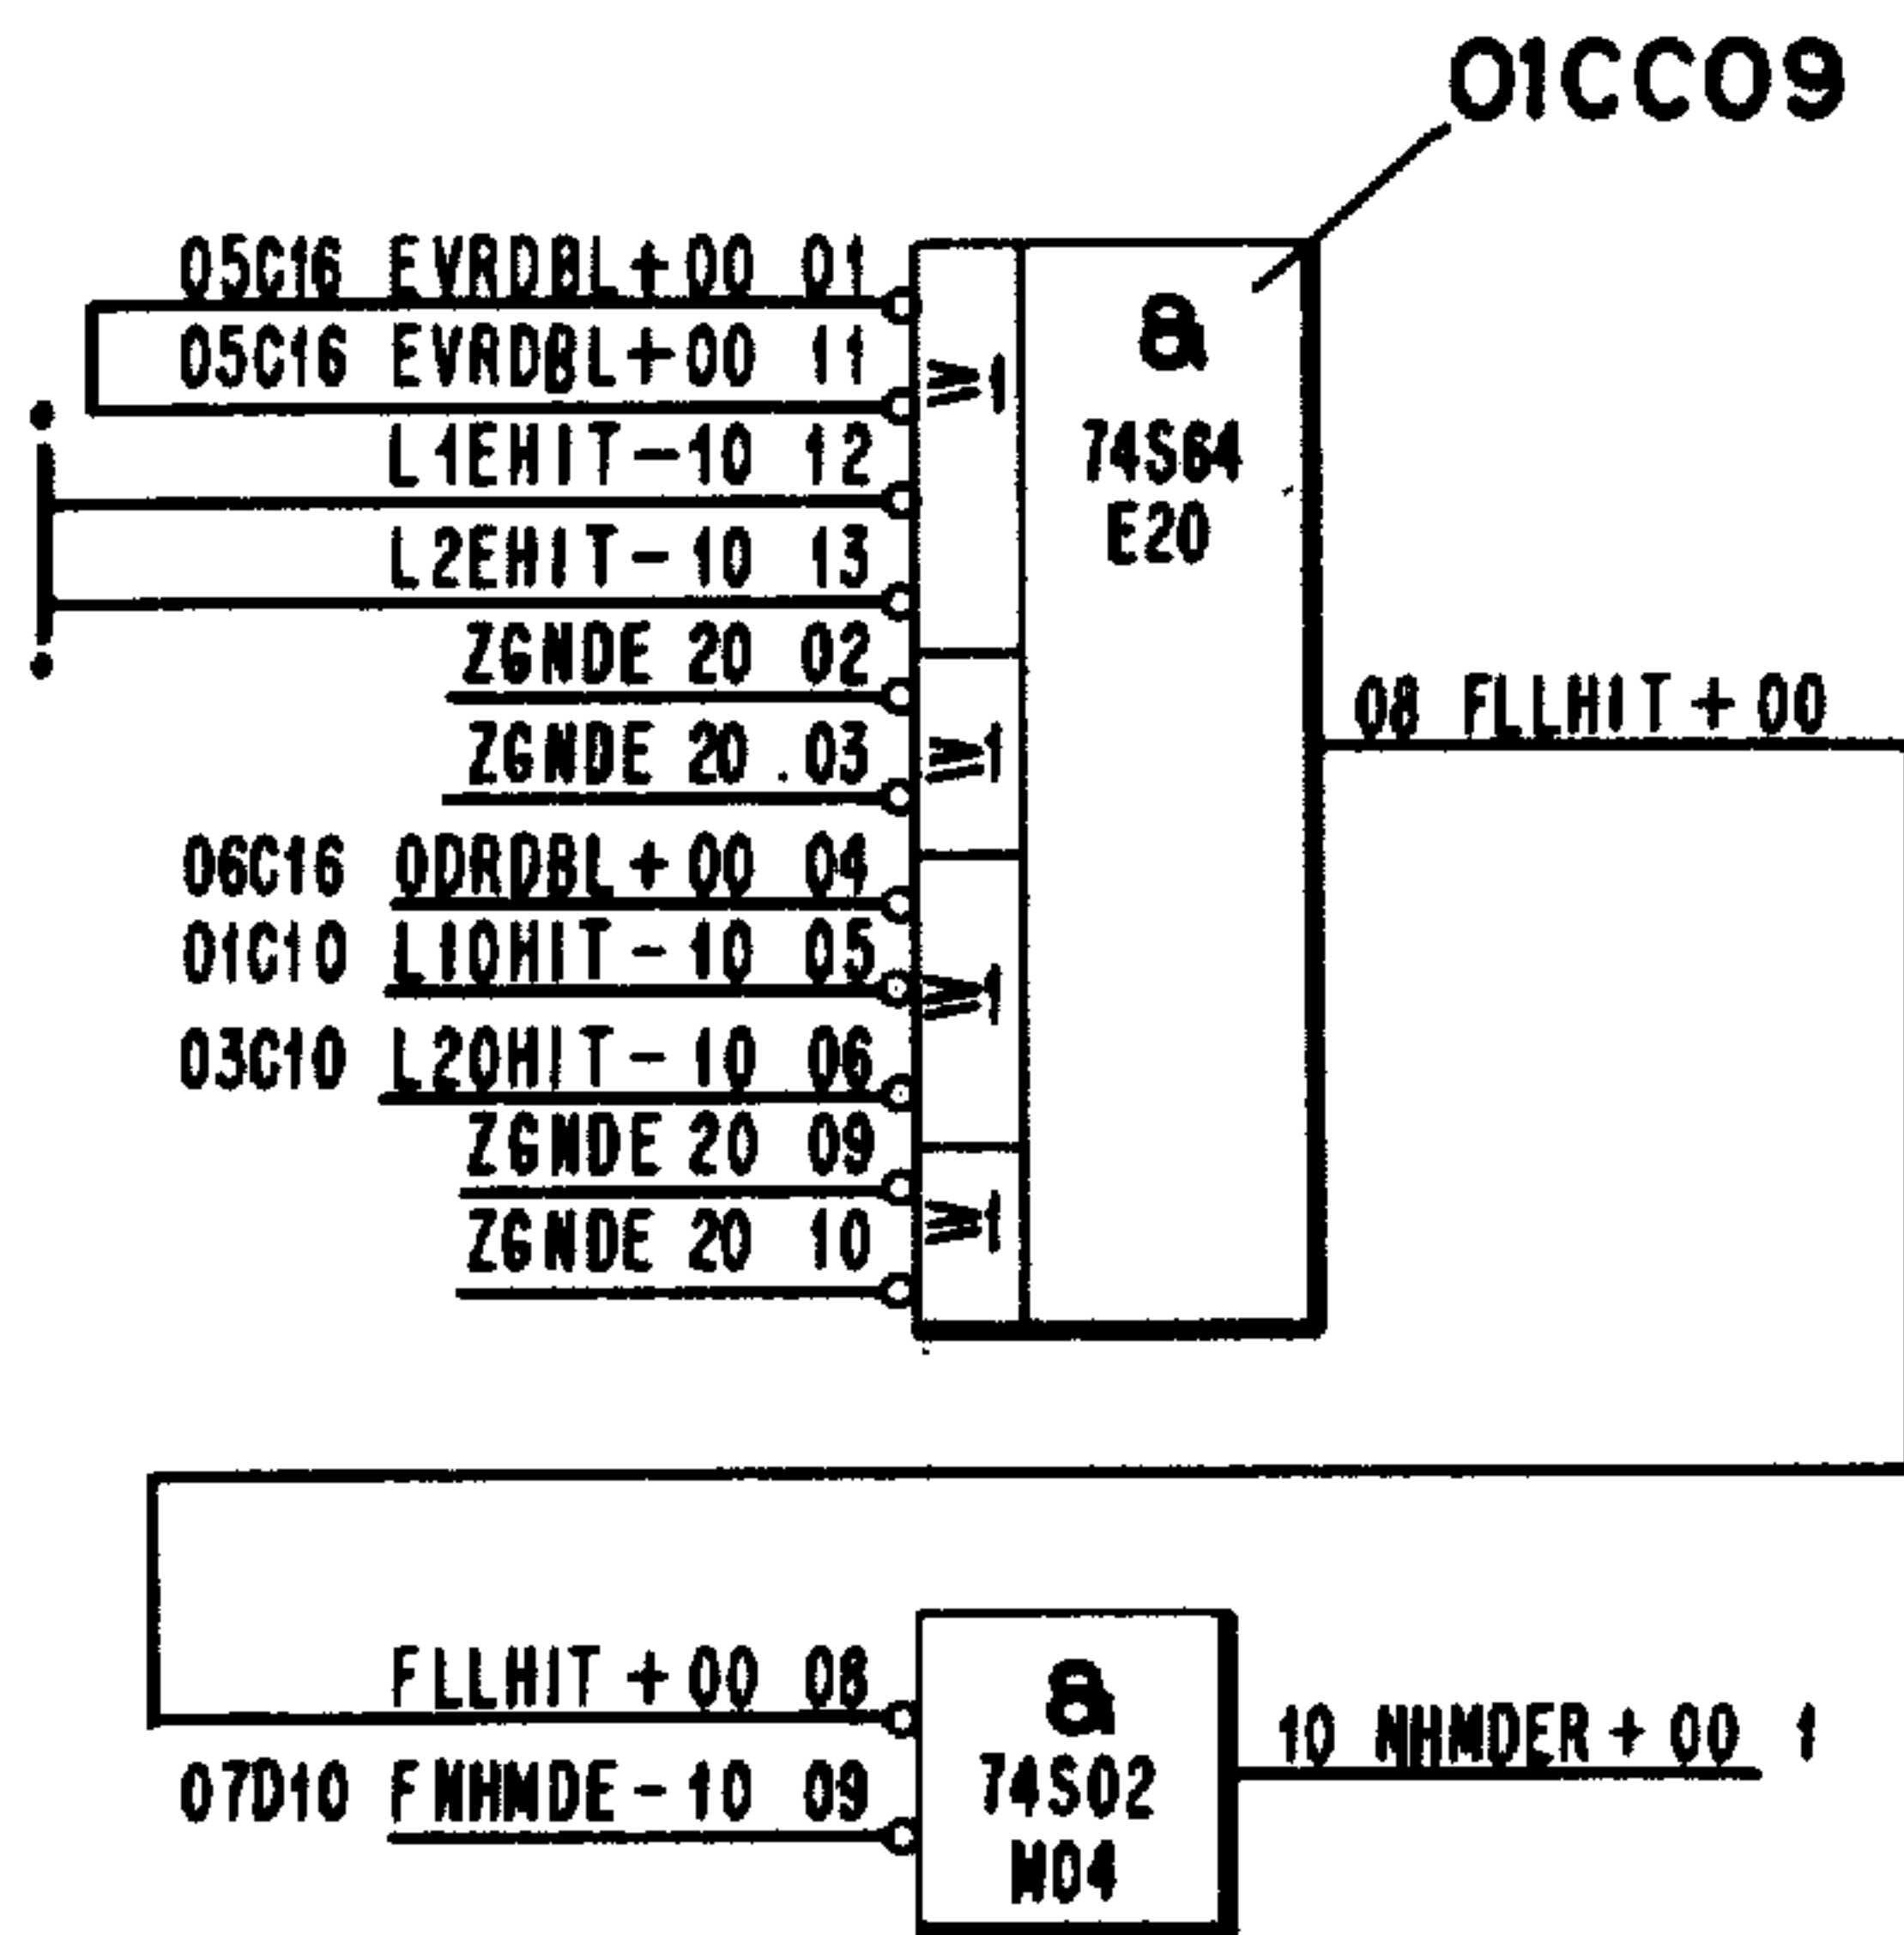 01CC09
05C16 EVRDBL+00 01
05C16 EVRDBL+00 11
L1EHIT-10 12
L2EHIT-10 13
ZGNDE 20 02
ZGNDE 20 .03
06C16 ODRDBL+00 04
01C10 L1OHIT-10 05
03C10 L2OHIT-10 06
ZGNDE 20 09
ZGNDE 20 10
≥1
≥1
≥1
≥1
&
74S64
E20
08 FLLHIT+00
FLLHIT+00 08
07D10 FNHMDE-10 09
&
74S02
M04
10 NHMDER+00 1